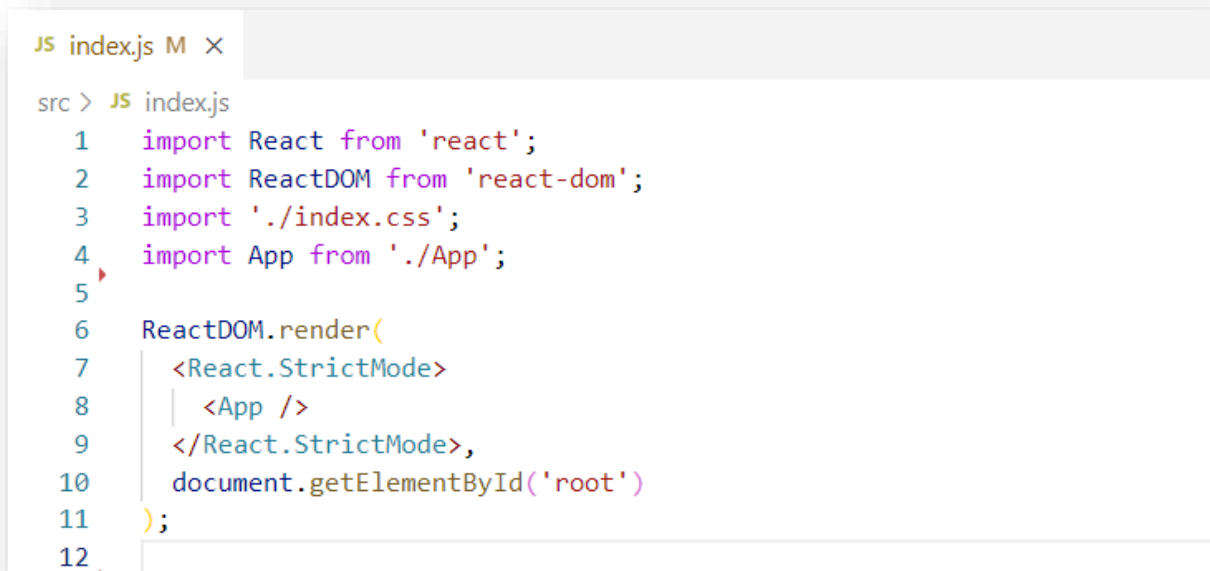 JS index.js M ×
src > JS index.js
1 import React from 'react';
2 import ReactDOM from 'react-dom';
3 import './index.css';
4 import App from './App';
5
6 ReactDOM.render(
7   <React.StrictMode>
8     <App />
9   </React.StrictMode>,
10   document.getElementById('root')
11 );
12